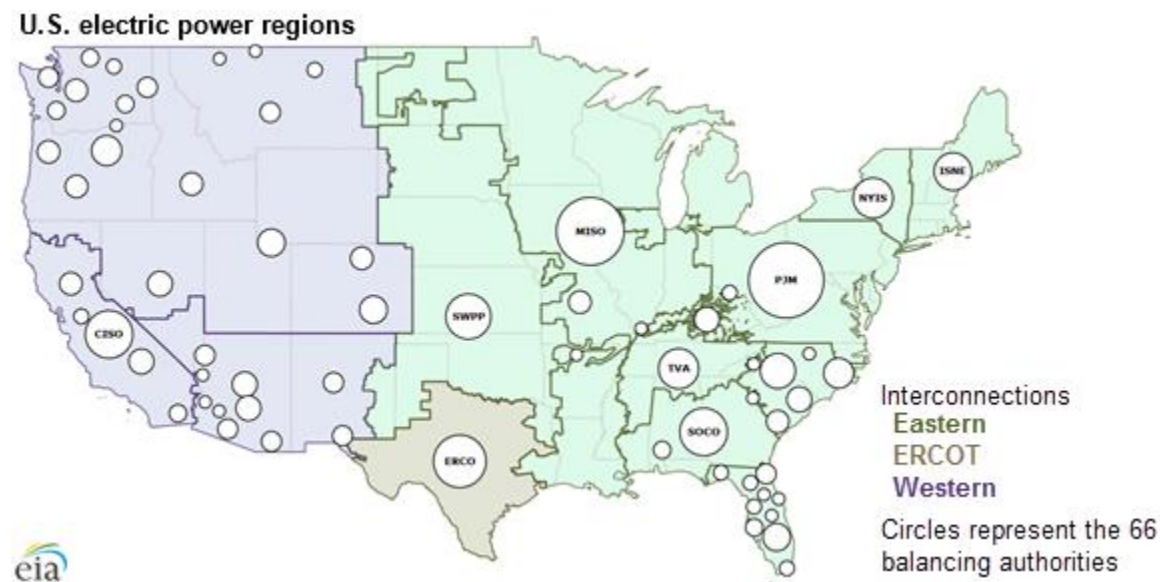 U.S. electric power regions
ISNE
NYIS
MISO
PJM
SWPP
CISO
TVA
SOCO
ERCO
Interconnections
Eastern
ERCOT
Western
Circles represent the 66
balancing authorities
eia